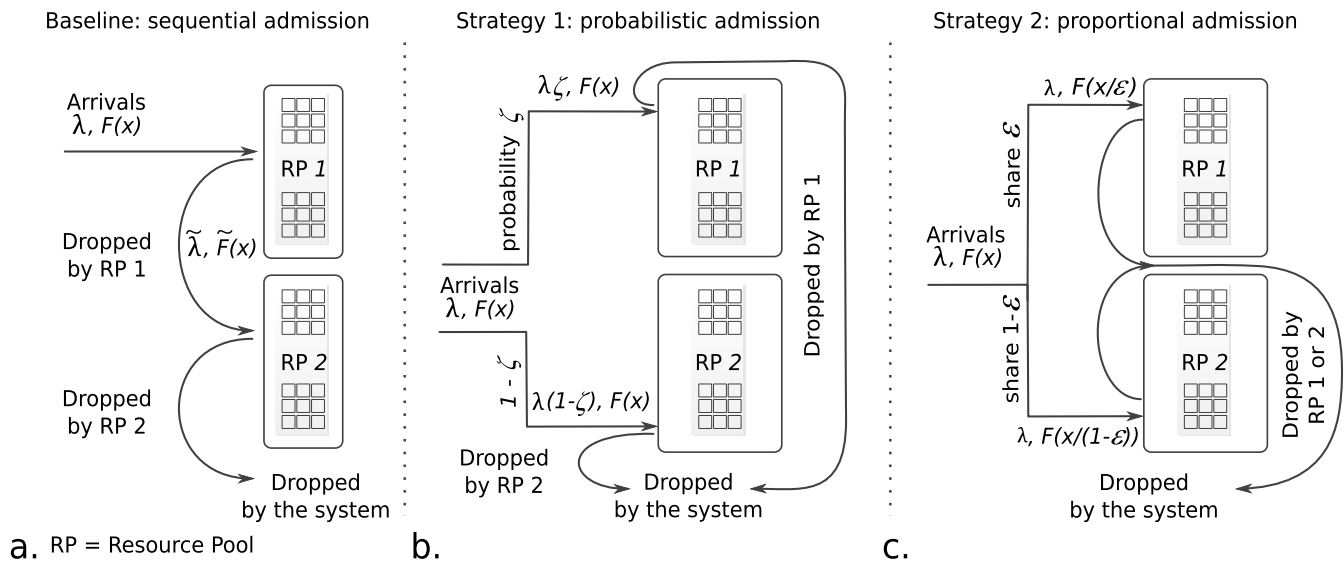 Baseline: sequential admission
Arrivals
λ, F(x)
RP 1
Dropped
by RP 1
λ̃, F̃(x)
RP 2
Dropped
by RP 2
Dropped
by the system
a. RP = Resource Pool
Strategy 1: probabilistic admission
λζ, F(x)
probability ζ
RP 1
Dropped by RP 1
Arrivals
λ, F(x)
1 - ζ
RP 2
λ(1-ζ), F(x)
Dropped
by RP 2
Dropped
by the system
b.
Strategy 2: proportional admission
λ, F(x/ℰ)
share ℰ
RP 1
Arrivals
λ, F(x)
share 1-ℰ
RP 2
Dropped by
RP 1 or 2
λ, F(x/(1-ℰ))
Dropped
by the system
c.